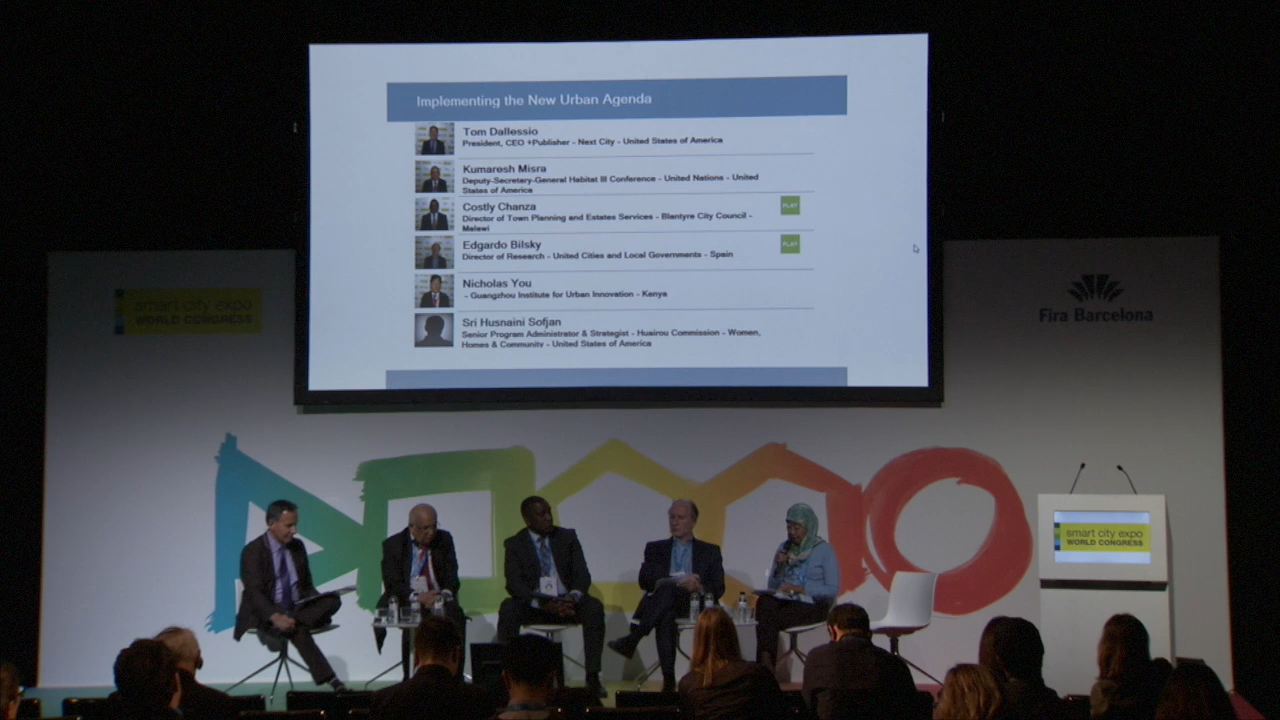 Implementing the New Urban Agenda
Tom Dallessio
President, CEO +Publisher - Next City - United States of America
Kumaresh Misra
Deputy-Secretary-General Habitat III Conference - United Nations - United
States of America
Costly Chanza
PLAY
Director of Town Planning and Estates Services - Blantyre City Council -
Malawi
Edgardo Bilsky
PLAY
Director of Research - United Cities and Local Governments - Spain
Nicholas You
- Guangzhou Institute for Urban Innovation - Kenya
Sri Husnaini Sofjan
Senior Program Administrator & Strategist - Huairou Commission - Women,
Homes & Community - United States of America
smart city expo
WORLD CONGRESS
Fira Barcelona
smart city expo
WORLD CONGRESS